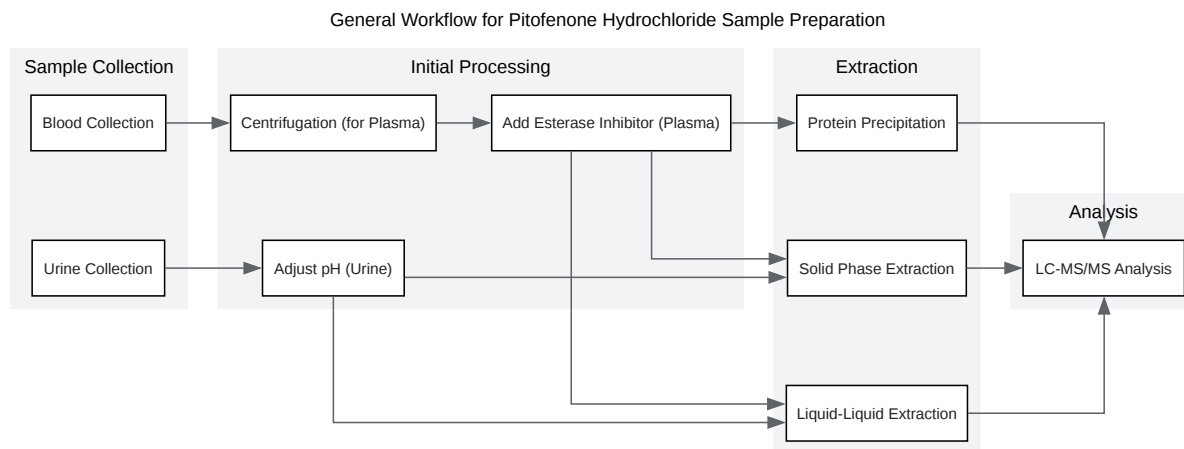 General Workflow for Pitofenone Hydrochloride Sample Preparation
Sample Collection
Initial Processing
Extraction
Blood Collection
Centrifugation (for Plasma)
Add Esterase Inhibitor (Plasma)
Protein Precipitation
Analysis
Urine Collection
Adjust pH (Urine)
Solid Phase Extraction
LC-MS/MS Analysis
Liquid-Liquid Extraction